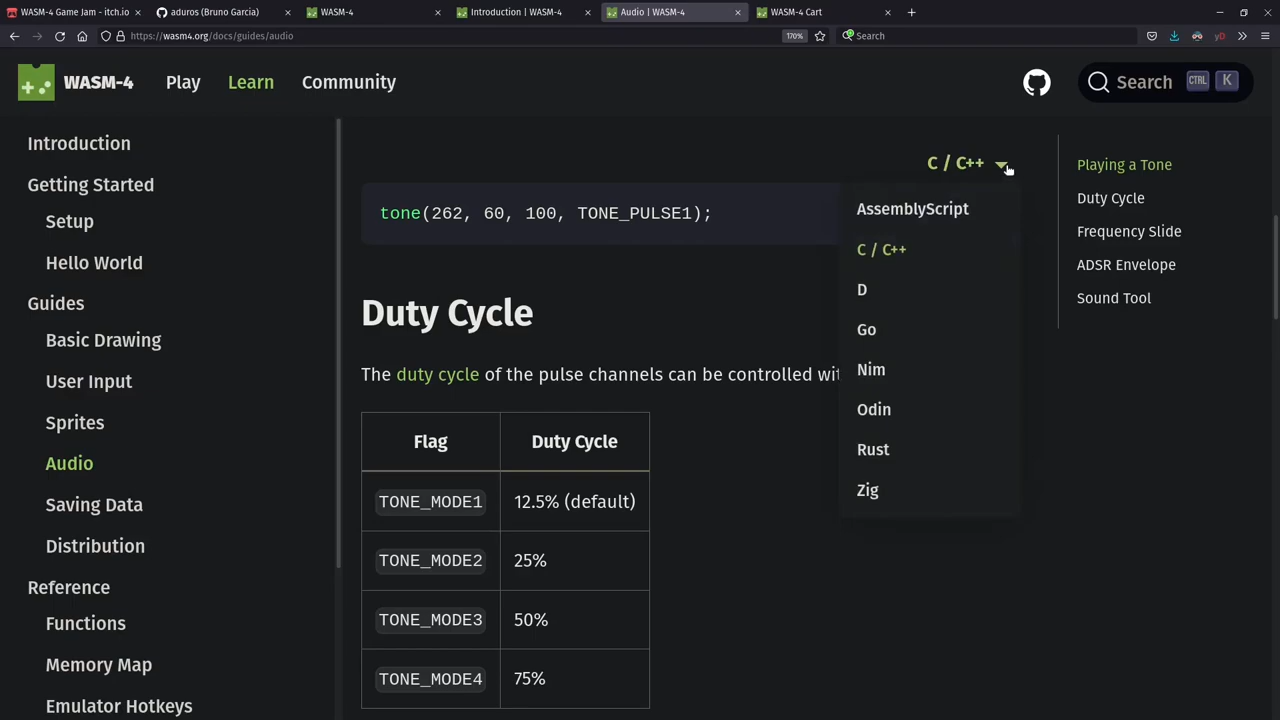 WASM-4 Game Jam - itch.io
aduros (Bruno Garcia)
WASM-4
Introduction | WASM-4
Audio | WASM-4
WASM-4 Cart
https://wasm4.org/docs/guides/audio
170%
Search
WASM-4
Play
Learn
Community
Search
CTRL
K
Introduction
Getting Started
Setup
Hello World
Guides
Basic Drawing
User Input
Sprites
Audio
Saving Data
Distribution
Reference
Functions
Memory Map
Emulator Hotkeys
C / C++
AssemblyScript
C / C++
D
Go
Nim
Odin
Rust
Zig
tone(262, 60, 100, TONE_PULSE1);
Duty Cycle
The duty cycle of the pulse channels can be controlled wit
Flag Duty Cycle
TONE_MODE1 12.5% (default)
TONE_MODE2 25%
TONE_MODE3 50%
TONE_MODE4 75%
Playing a Tone
Duty Cycle
Frequency Slide
ADSR Envelope
Sound Tool